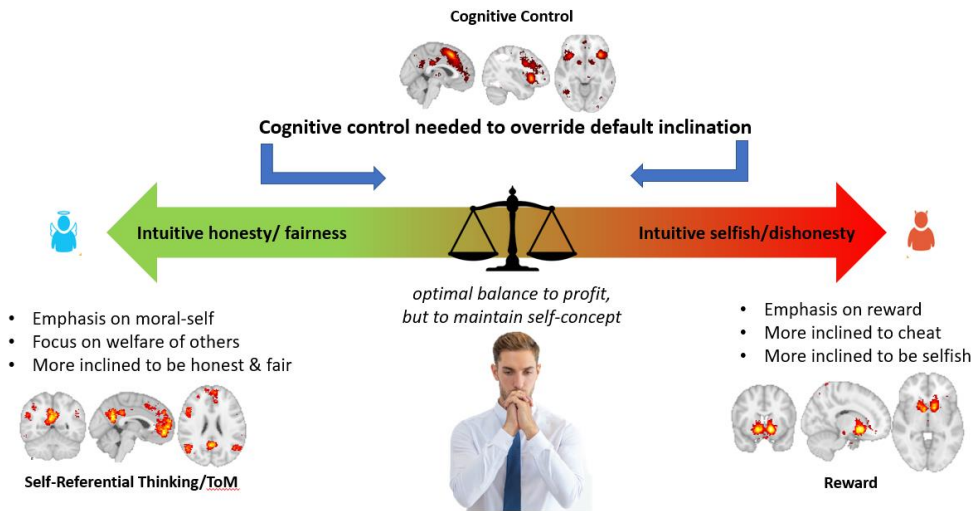 Cognitive Control
Cognitive control needed to override default inclination
Intuitive honesty/ fairness
Intuitive selfish/dishonesty
optimal balance to profit,
but to maintain self-concept
• Emphasis on moral-self
• Focus on welfare of others
• More inclined to be honest & fair
• Emphasis on reward
• More inclined to cheat
• More inclined to be selfish
Self-Referential Thinking/ToM
Reward